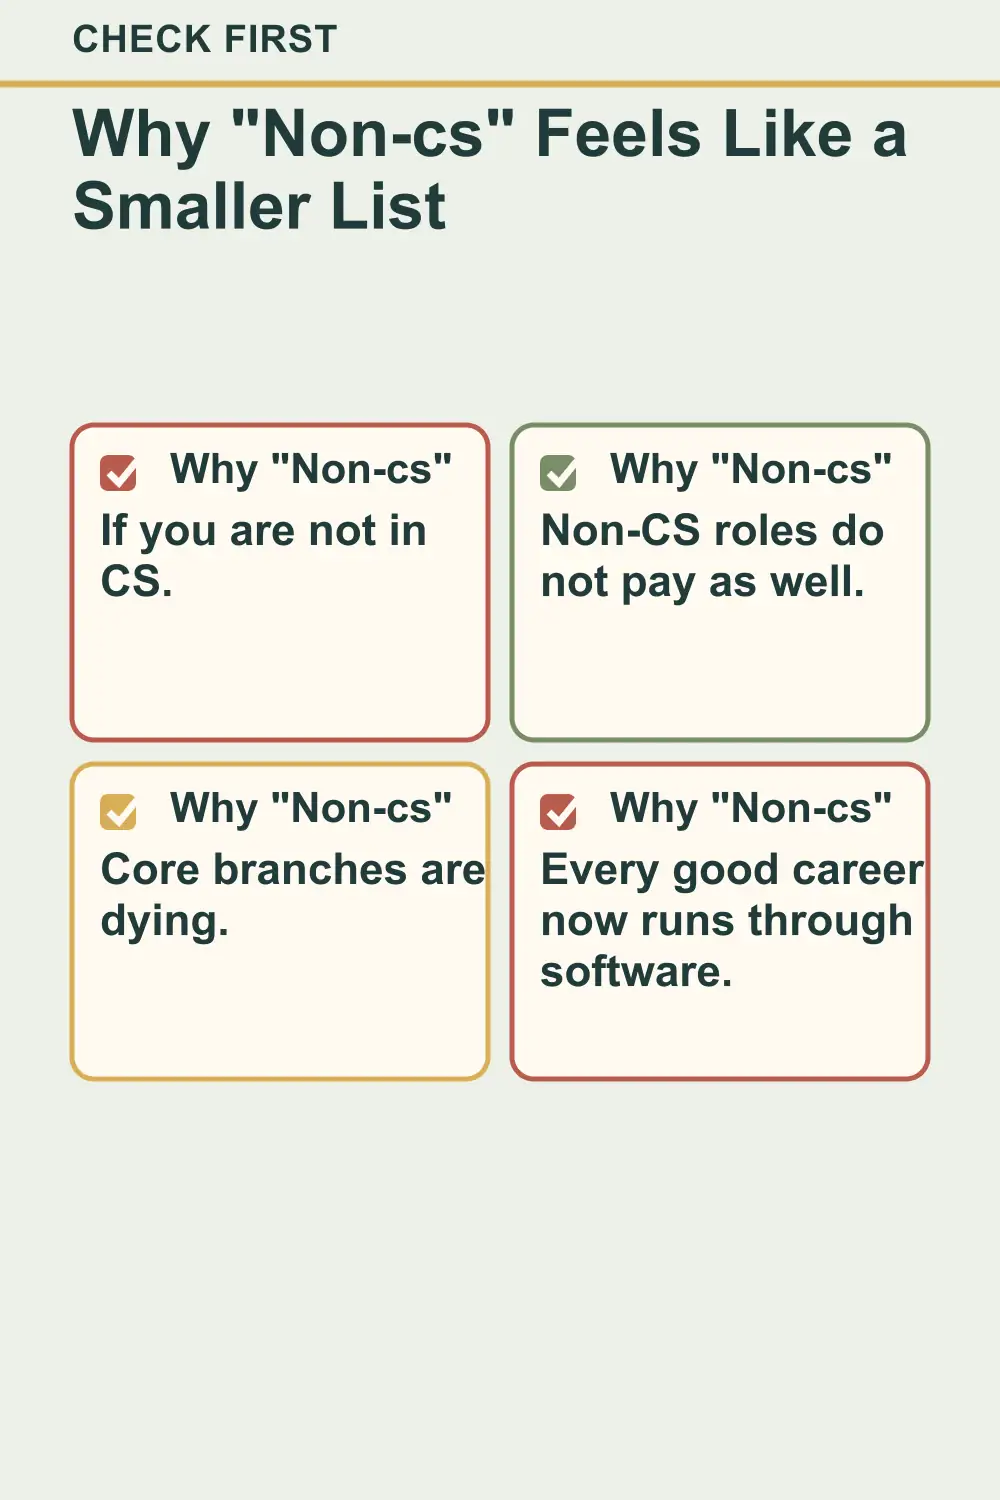 CHECK FIRST
Why "Non-cs" Feels Like a
Smaller List
Why "Non-cs"
If you are not in
CS.
Why "Non-cs"
Non-CS roles do
not pay as well.
Why "Non-cs"
Core branches are
dying.
Why "Non-cs"
Every good career
now runs through
software.